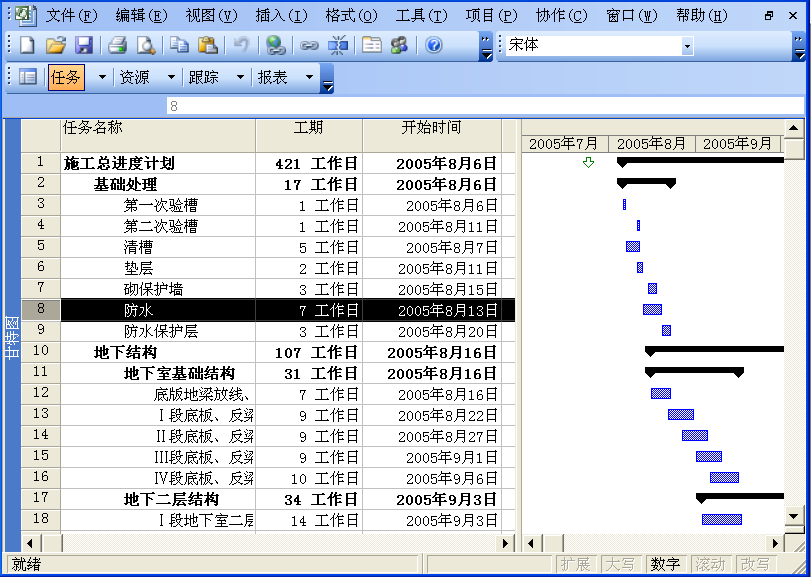 文件(F) 编辑(E) 视图(V) 插入(I) 格式(O) 工具(T) 项目(P) 协作(C) 窗口(W) 帮助(H)
宋体
任务 资源 跟踪 报表
8
任务名称 工期 开始时间 2005年7月 2005年8月 2005年9月
1 施工总进度计划 421 工作日 2005年8月6日
2 基础处理 17 工作日 2005年8月6日
3 第一次验槽 1 工作日 2005年8月6日
4 第二次验槽 1 工作日 2005年8月11日
5 清槽 5 工作日 2005年8月7日
6 垫层 2 工作日 2005年8月11日
7 砌保护墙 3 工作日 2005年8月15日
8 防水 7 工作日 2005年8月13日
9 防水保护层 3 工作日 2005年8月20日
10 地下结构 107 工作日 2005年8月16日
11 地下室基础结构 31 工作日 2005年8月16日
12 底版地梁放线、 7 工作日 2005年8月16日
13 Ⅰ段底板、反梁 9 工作日 2005年8月22日
14 Ⅱ段底板、反梁 9 工作日 2005年8月27日
15 Ⅲ段底板、反梁 9 工作日 2005年9月1日
16 Ⅳ段底板、反梁 10 工作日 2005年9月6日
17 地下二层结构 34 工作日 2005年9月3日
18 Ⅰ段地下室二层 14 工作日 2005年9月3日
甘特图
就绪 扩展 大写 数字 滚动 改写